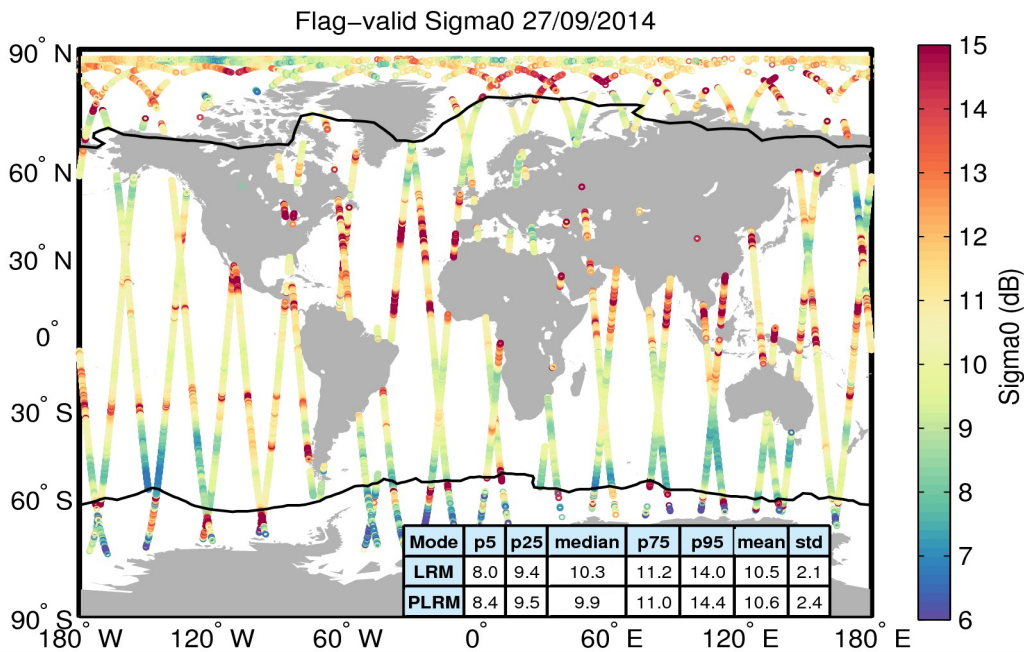 Flag−valid Sigma0 27/09/2014
90° N
60° N
30° N
0°
30° S
60° S
90° S
180° W 120° W 60° W 0° 60° E 120° E 180° E
Mode p5 p25 median p75 p95 mean std
LRM 8.0 9.4 10.3 11.2 14.0 10.5 2.1
PLRM 8.4 9.5 9.9 11.0 14.4 10.6 2.4
15
14
13
12
11
10
9
8
7
6
Sigma0 (dB)